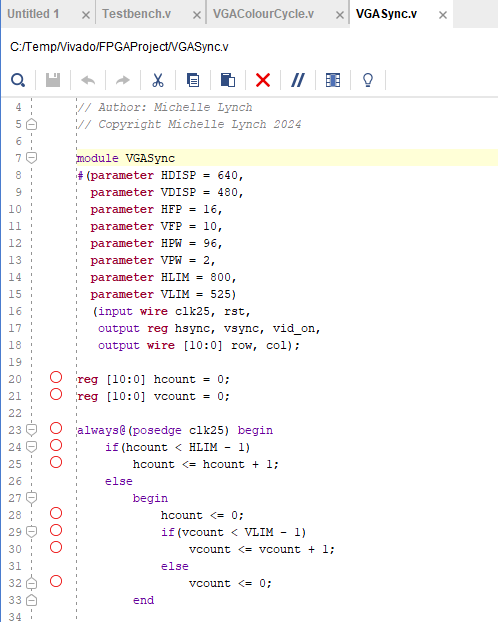 Untitled 1 × Testbench.v × VGAColourCycle.v × VGASync.v ×
C:/Temp/Vivado/FPGAProject/VGASync.v
4 // Author: Michelle Lynch
5 // Copyright Michelle Lynch 2024
6
7 module VGASync
8 #(parameter HDISP = 640,
9 parameter VDISP = 480,
10 parameter HFP = 16,
11 parameter VFP = 10,
12 parameter HPW = 96,
13 parameter VPW = 2,
14 parameter HLIM = 800,
15 parameter VLIM = 525)
16 (input wire clk25, rst,
17 output reg hsync, vsync, vid_on,
18 output wire [10:0] row, col);
19
20 reg [10:0] hcount = 0;
21 reg [10:0] vcount = 0;
22
23 always@(posedge clk25) begin
24 if(hcount < HLIM - 1)
25 hcount <= hcount + 1;
26 else
27 begin
28 hcount <= 0;
29 if(vcount < VLIM - 1)
30 vcount <= vcount + 1;
31 else
32 vcount <= 0;
33 end
34